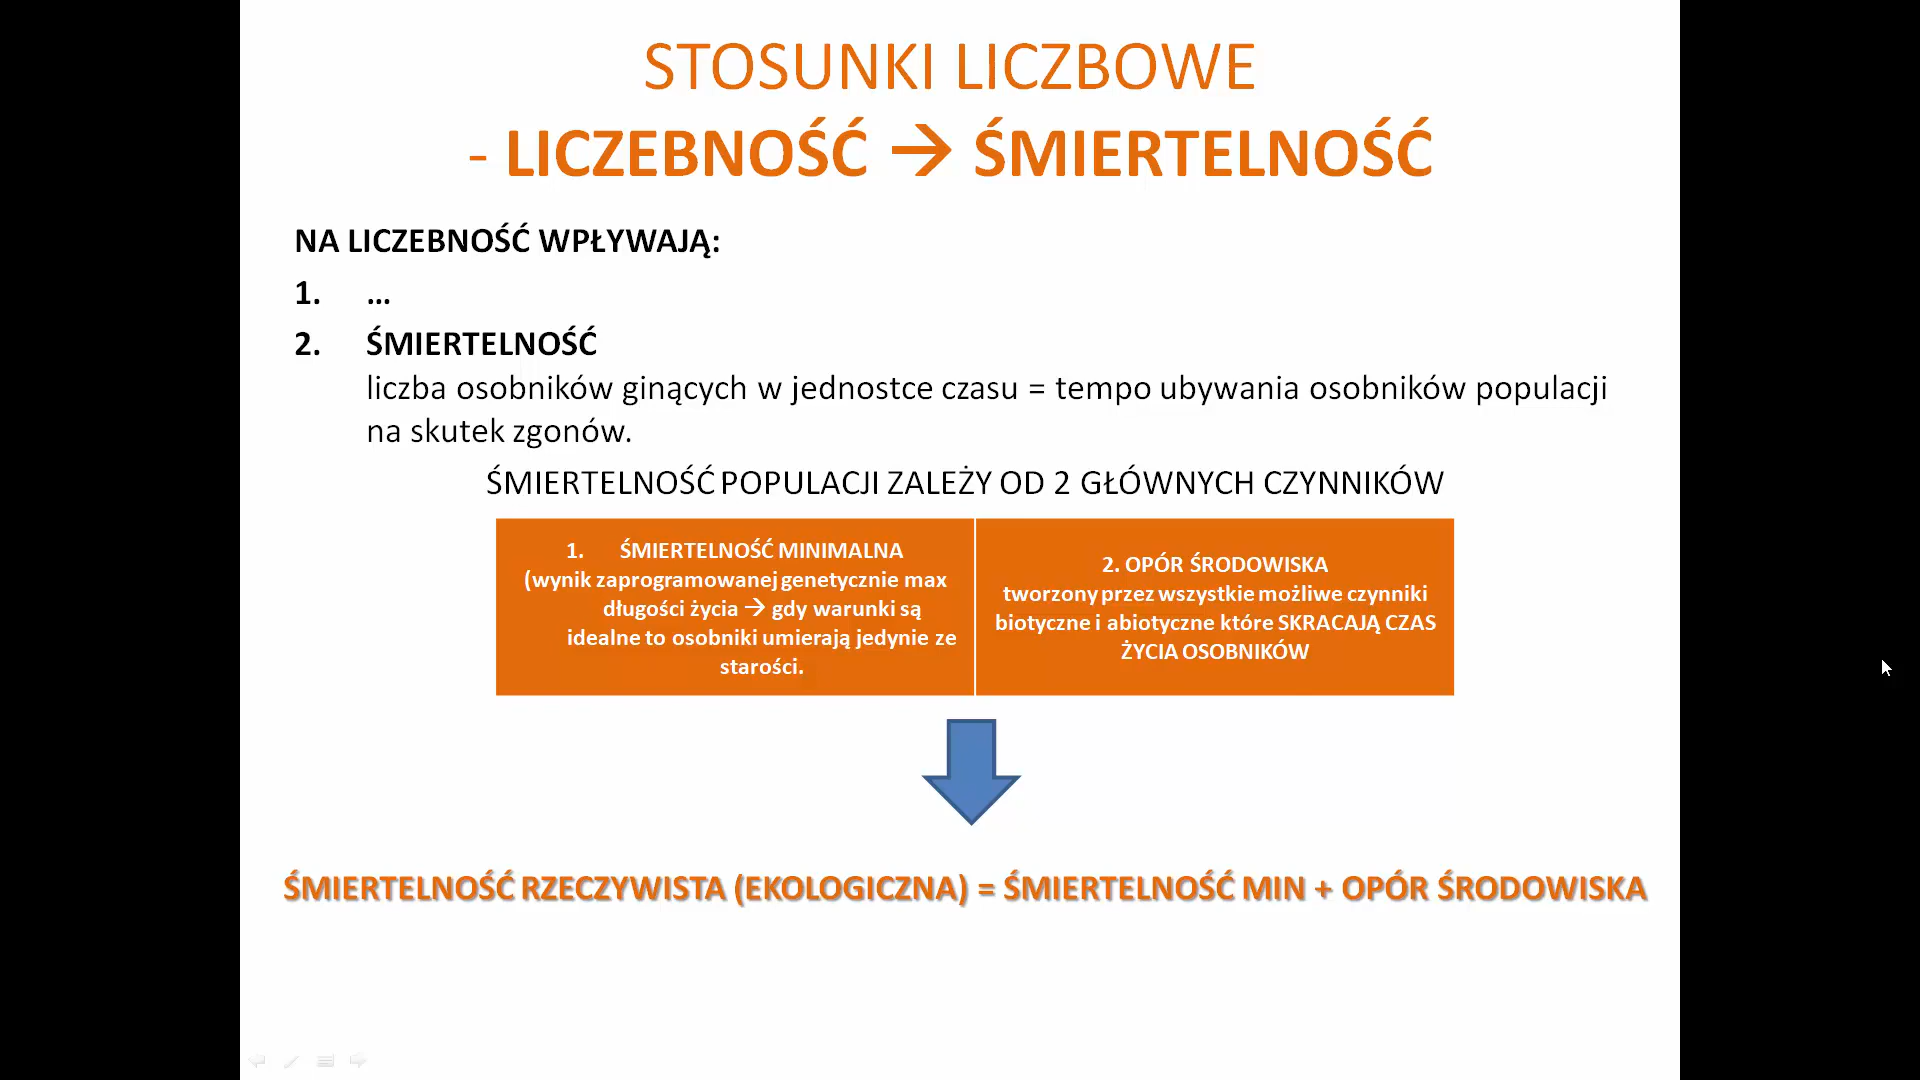 STOSUNKI LICZBOWE
- LICZEBNOŚĆ → ŚMIERTELNOŚĆ
NA LICZEBNOŚĆ WPŁYWAJĄ:
1. ...
2. ŚMIERTELNOŚĆ
liczba osobników ginących w jednostce czasu = tempo ubywania osobników populacji
na skutek zgonów.
ŚMIERTELNOŚĆ POPULACJI ZALEŻY OD 2 GŁÓWNYCH CZYNNIKÓW
1. ŚMIERTELNOŚĆ MINIMALNA
(wynik zaprogramowanej genetycznie max
długości życia → gdy warunki są
idealne to osobniki umierają jedynie ze
starości.
2. OPÓR ŚRODOWISKA
tworzony przez wszystkie możliwe czynniki
biotyczne i abiotyczne które SKRACAJĄ CZAS
ŻYCIA OSOBNIKÓW
ŚMIERTELNOŚĆ RZECZYWISTA (EKOLOGICZNA) = ŚMIERTELNOŚĆ MIN + OPÓR ŚRODOWISKA